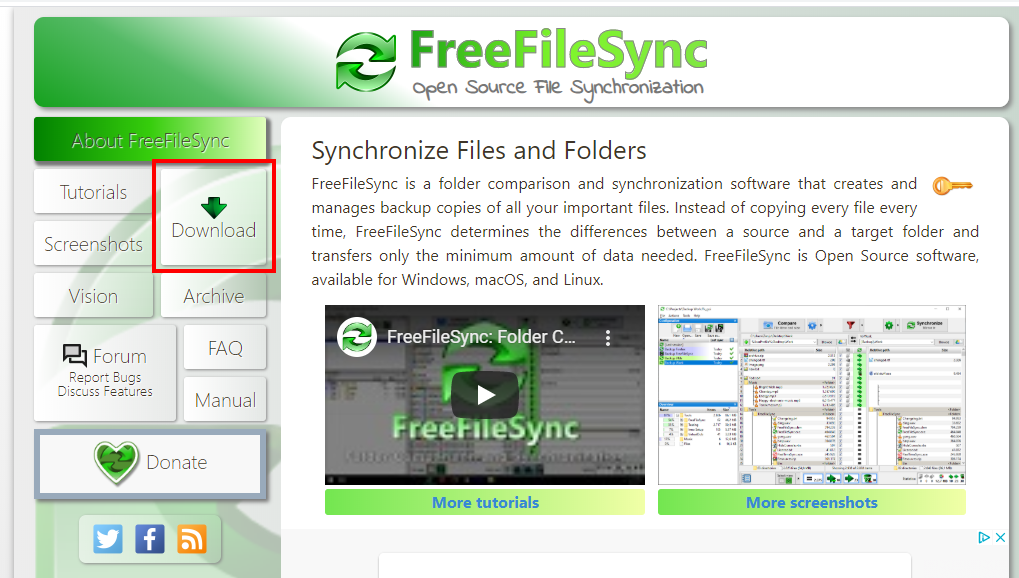 FreeFileSync
Open Source File Synchronization
About FreeFileSync
Tutorials
Download
Screenshots
Vision
Archive
Forum
Report Bugs
Discuss Features
FAQ
Manual
Donate
Synchronize Files and Folders
FreeFileSync is a folder comparison and synchronization software that creates and
manages backup copies of all your important files. Instead of copying every file every
time, FreeFileSync determines the differences between a source and a target folder and
transfers only the minimum amount of data needed. FreeFileSync is Open Source software,
available for Windows, macOS, and Linux.
FreeFileSync: Folder C...
FreeFileSync
Compare
Synchronize
More tutorials
More screenshots